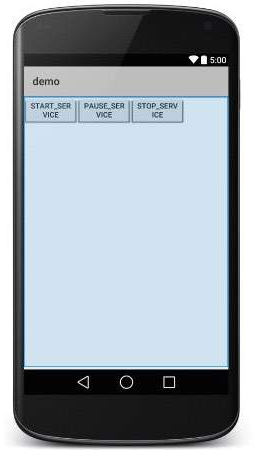 5:00
demo
START_SER PAUSE_SER STOP_SERV
VICE VICE ICE